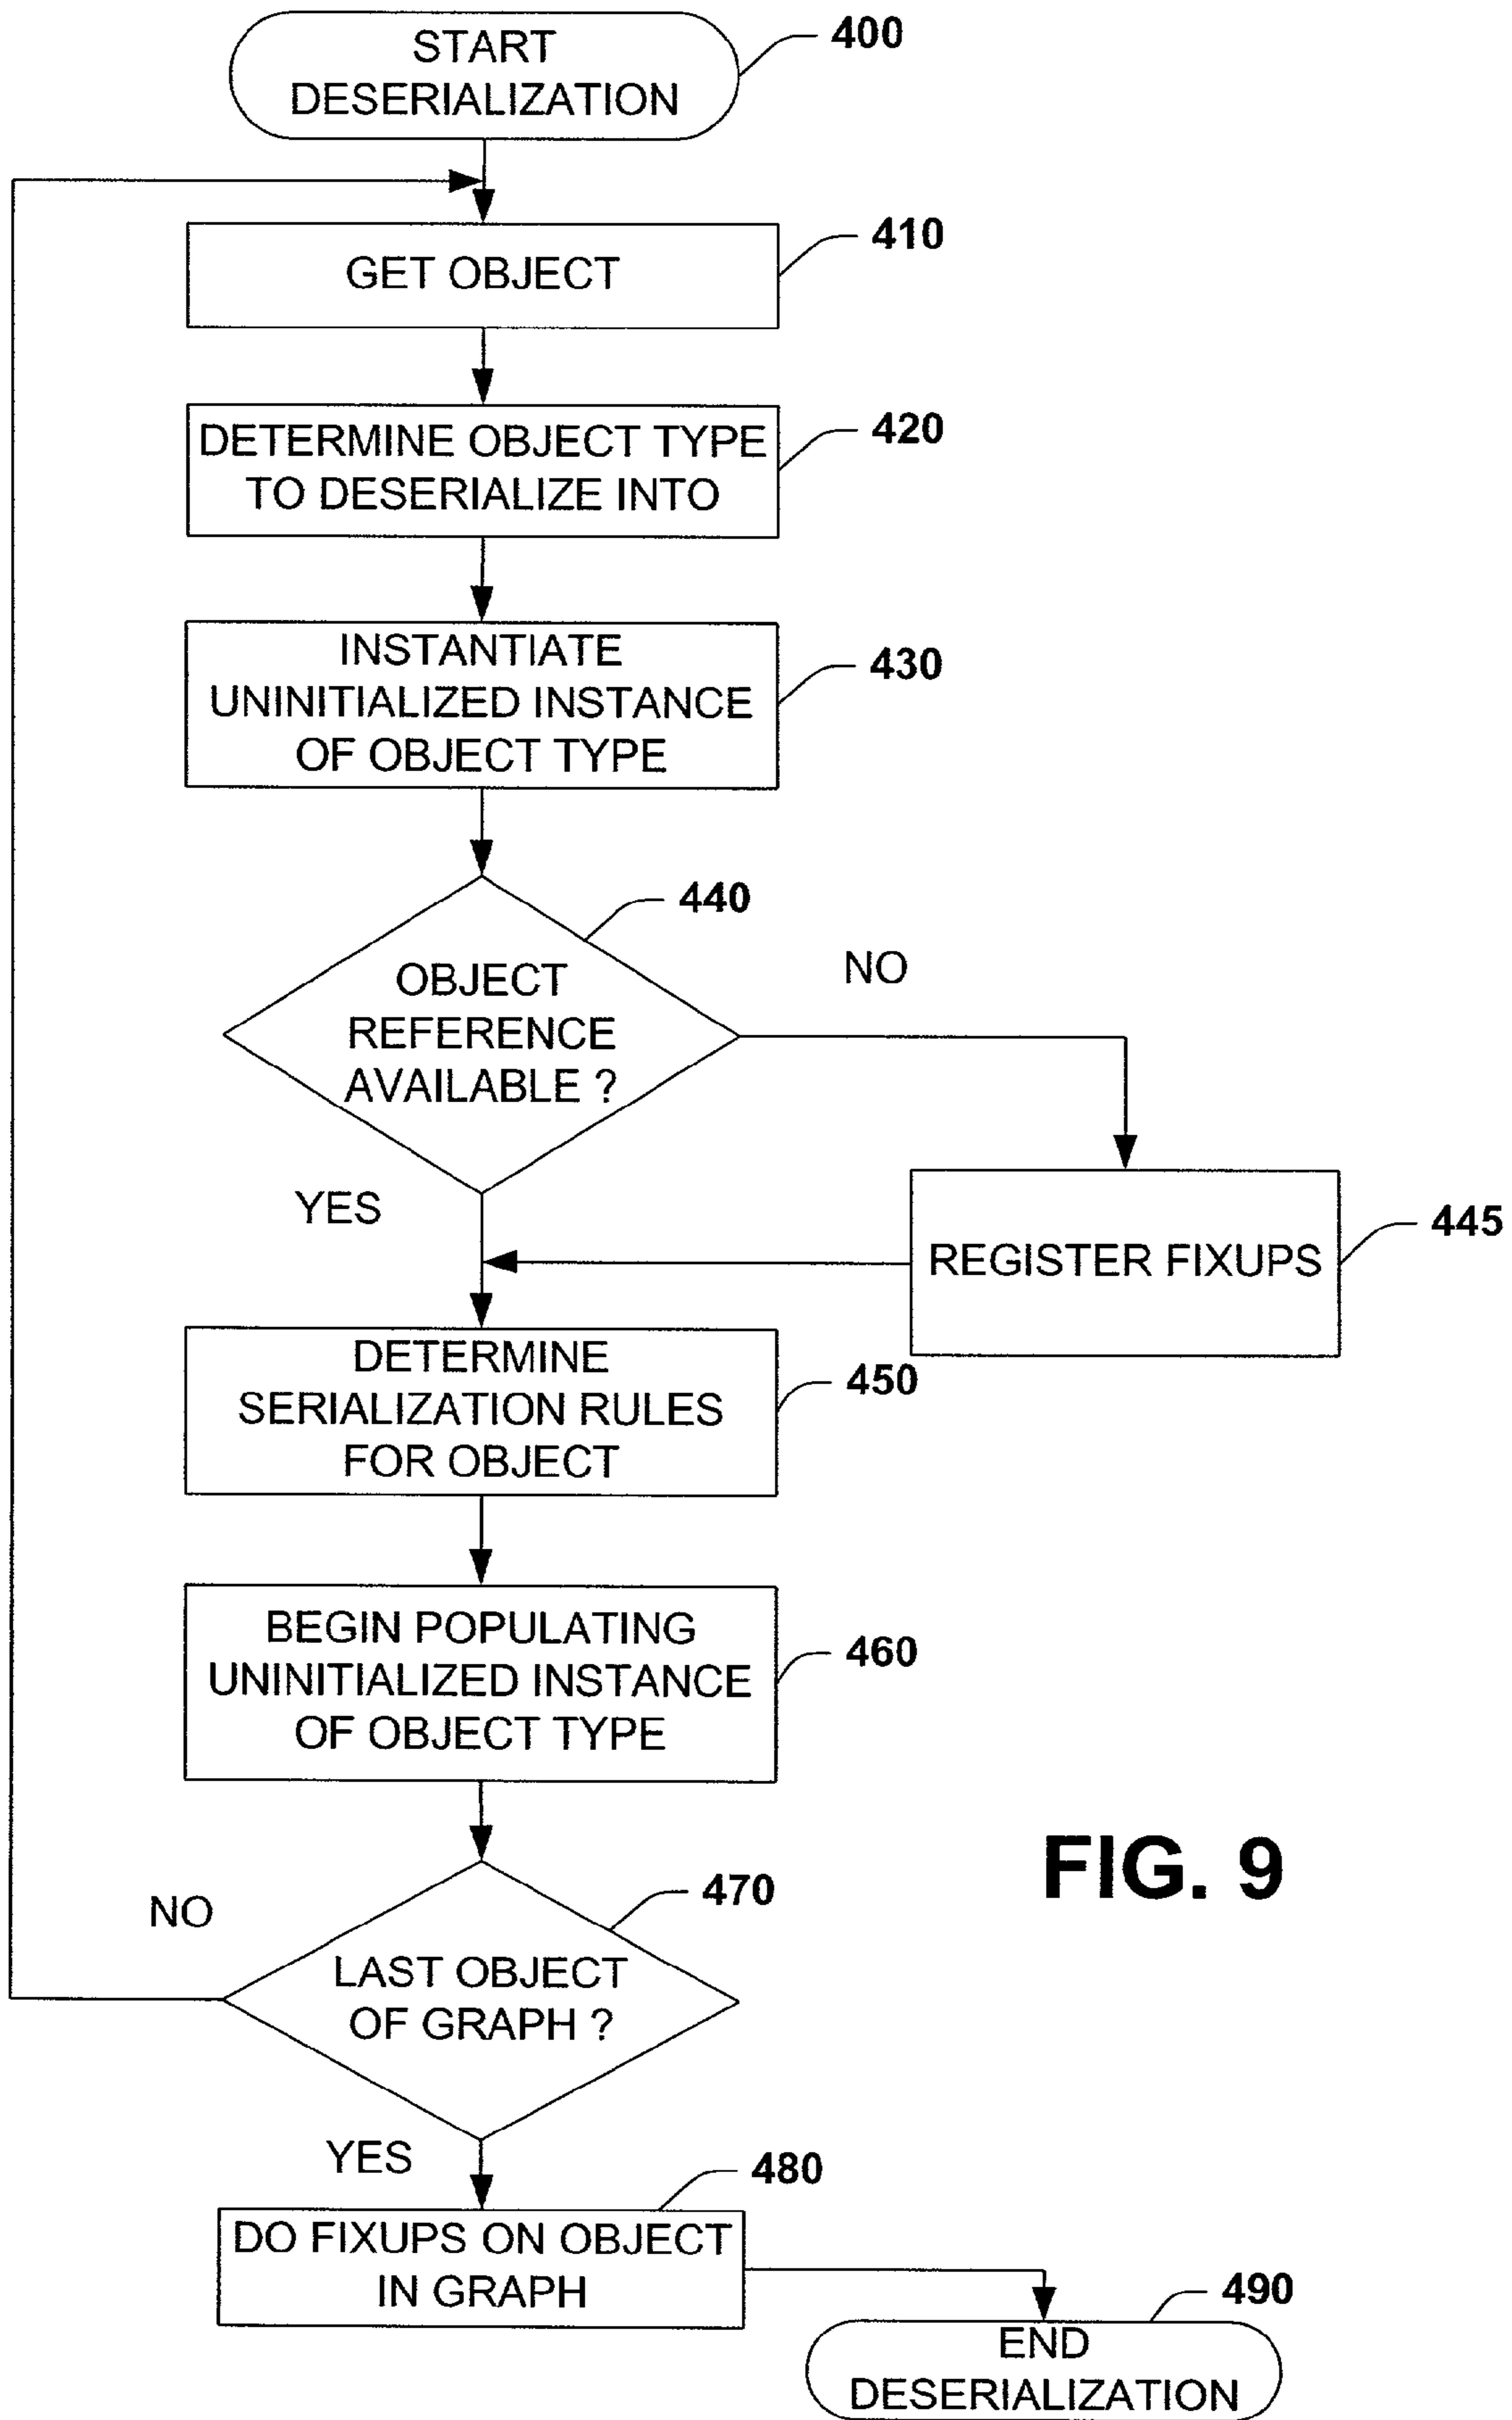 START
DESERIALIZATION
400
GET OBJECT
410
DETERMINE OBJECT TYPE
TO DESERIALIZE INTO
420
INSTANTIATE
UNINITIALIZED INSTANCE
OF OBJECT TYPE
430
OBJECT
REFERENCE
AVAILABLE ?
440
NO
YES
REGISTER FIXUPS
445
DETERMINE
SERIALIZATION RULES
FOR OBJECT
450
BEGIN POPULATING
UNINITIALIZED INSTANCE
OF OBJECT TYPE
460
FIG. 9
LAST OBJECT
OF GRAPH ?
470
NO
YES
DO FIXUPS ON OBJECT
IN GRAPH
480
END
DESERIALIZATION
490